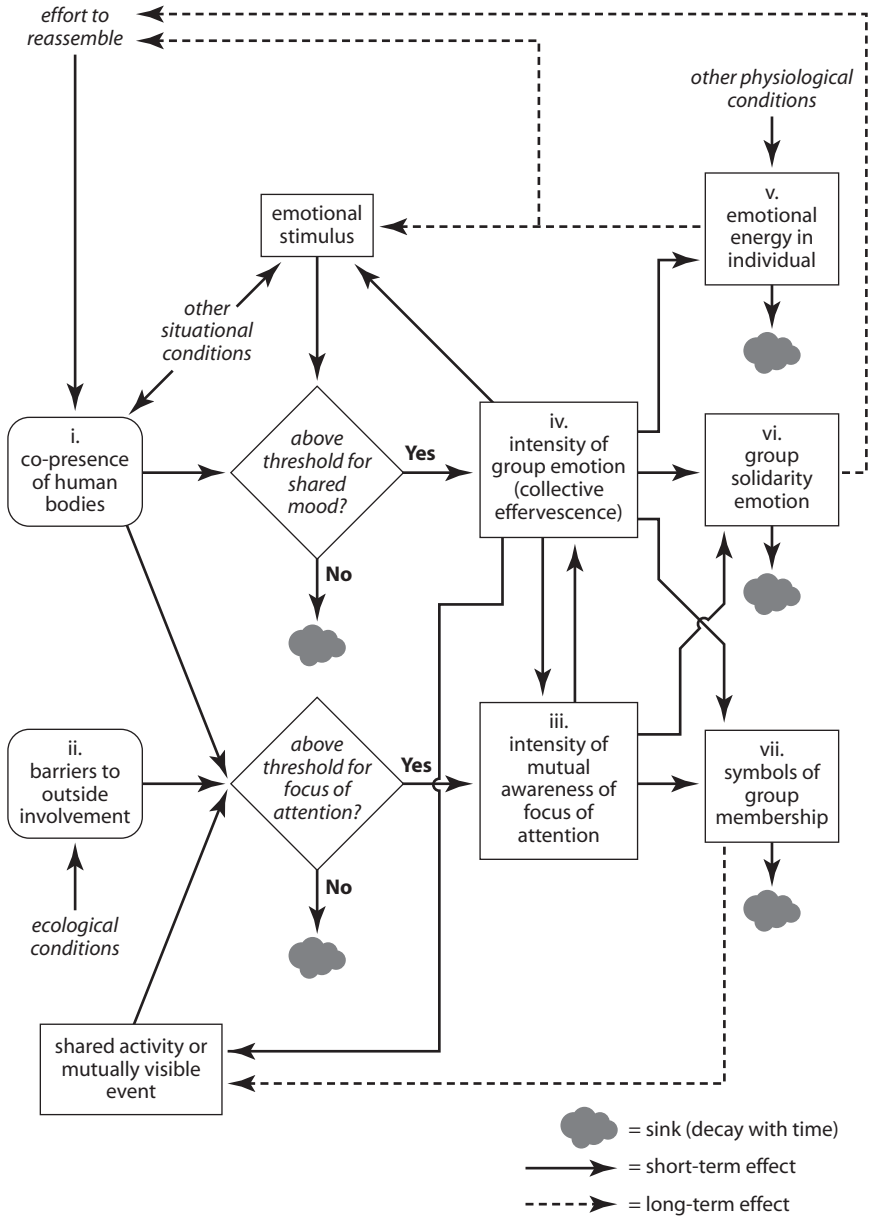 effort to
reassemble
other physiological
conditions
v.
emotional
energy in
individual
emotional
stimulus
other
situational
conditions
i.
co-presence
of human
bodies
above
threshold for
shared
mood?
Yes
No
iv.
intensity of
group emotion
(collective
effervescence)
vi.
group
solidarity
emotion
ii.
barriers to
outside
involvement
above
threshold for
focus of
attention?
Yes
No
iii.
intensity of
mutual
awareness of
focus of
attention
vii.
symbols of
group
membership
ecological
conditions
shared activity or
mutually visible
event
= sink (decay with time)
= short-term effect
= long-term effect